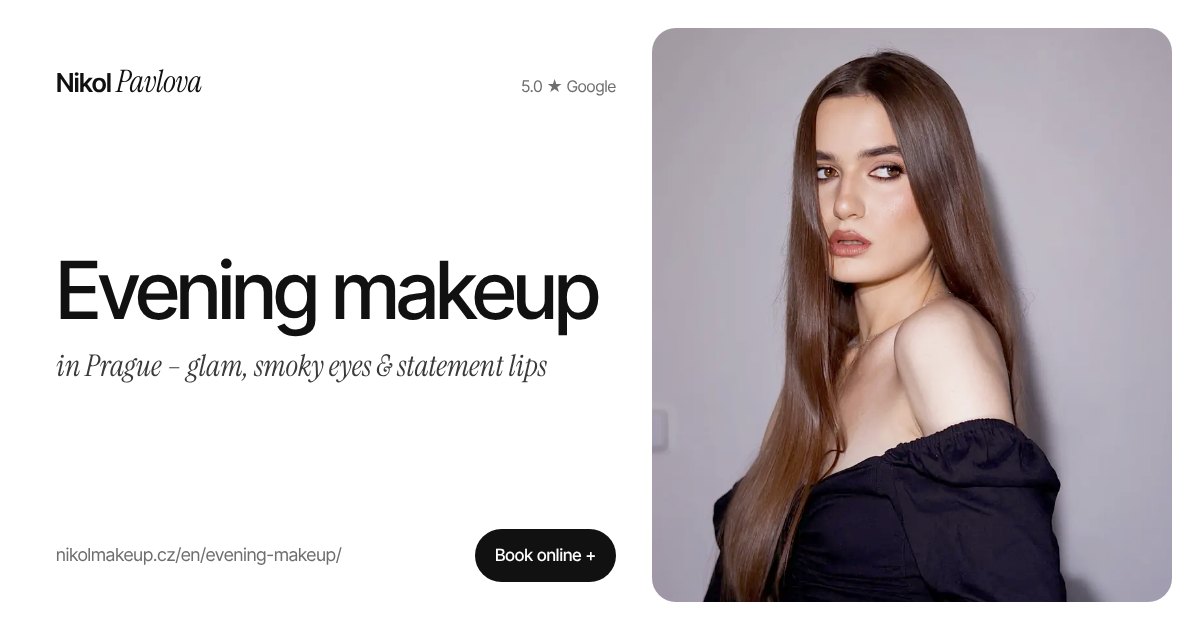 Nikol Pavlova
5.0 ★ Google
Evening makeup
in Prague – glam, smoky eyes & statement lips
nikolmakeup.cz/en/evening-makeup/
Book online +